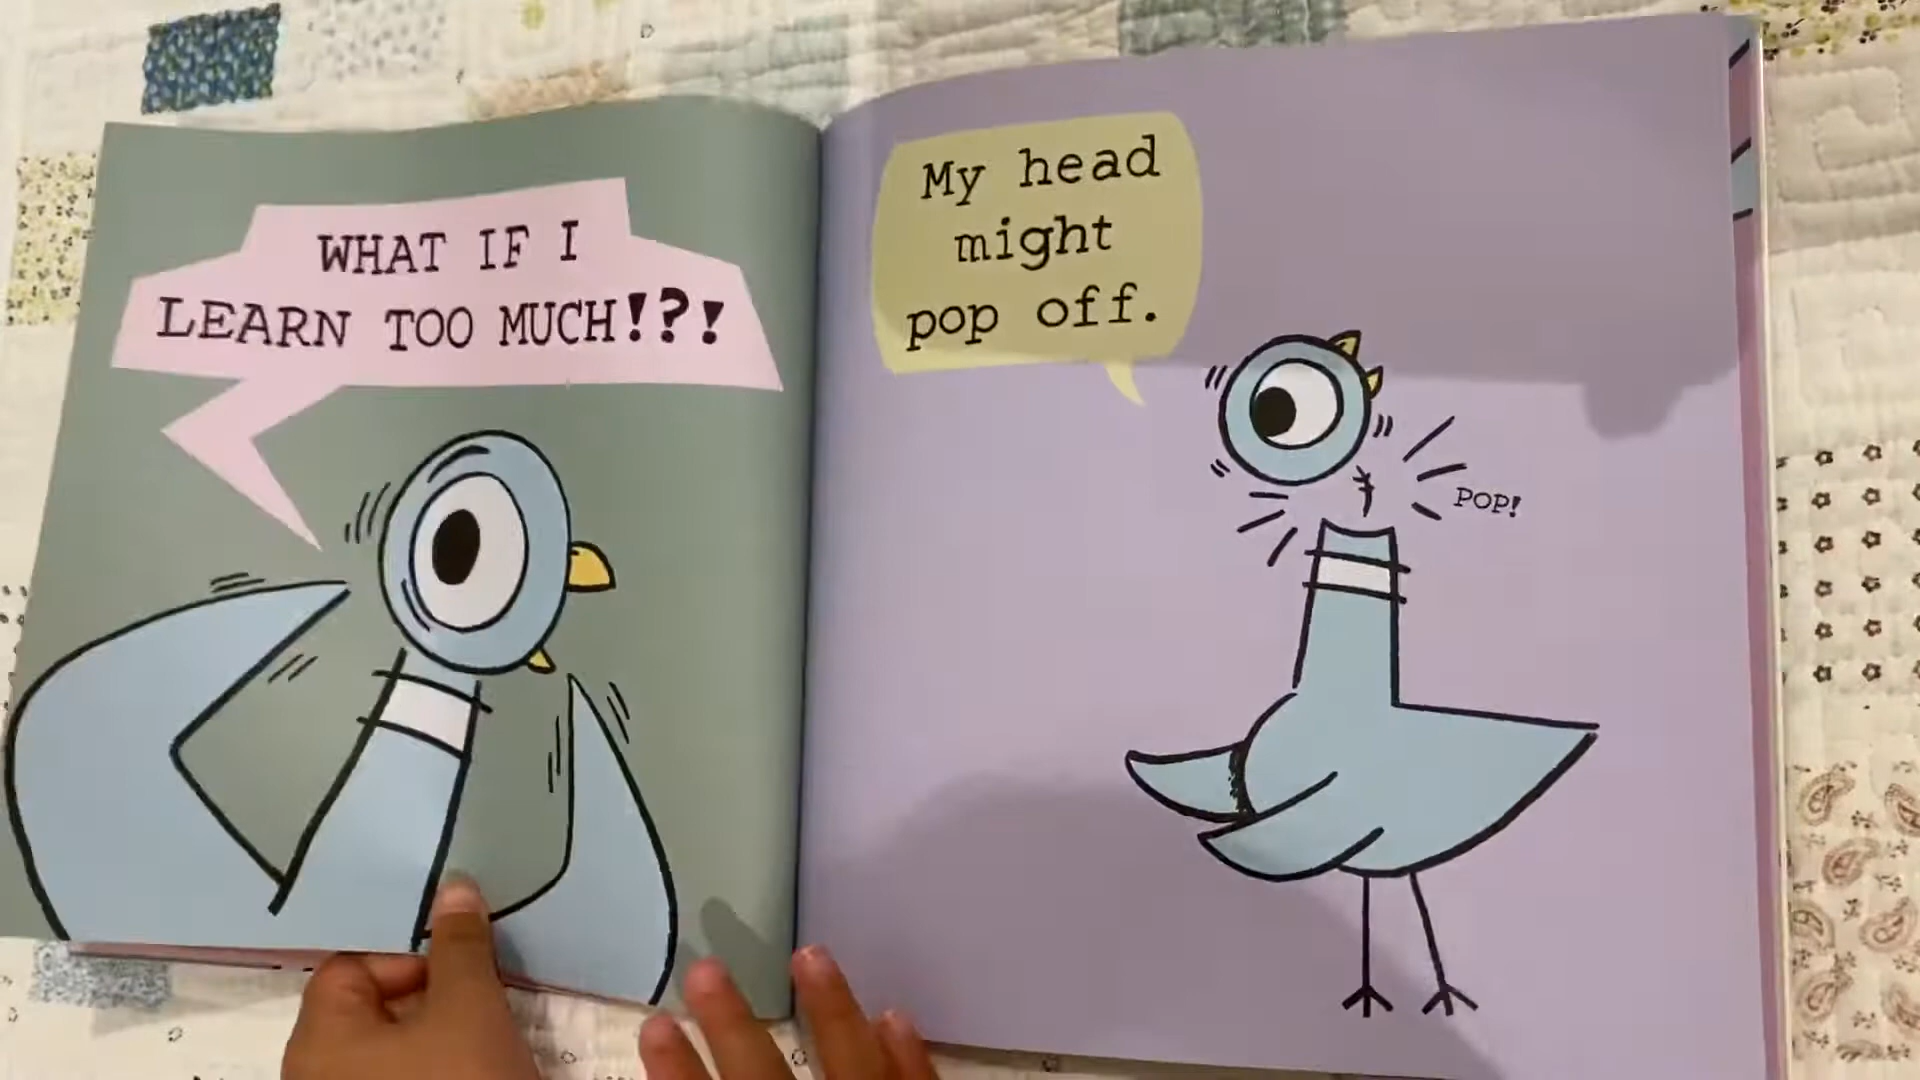 WHAT IF I
LEARN TOO MUCH!?!
My head
might
pop off.
POP!